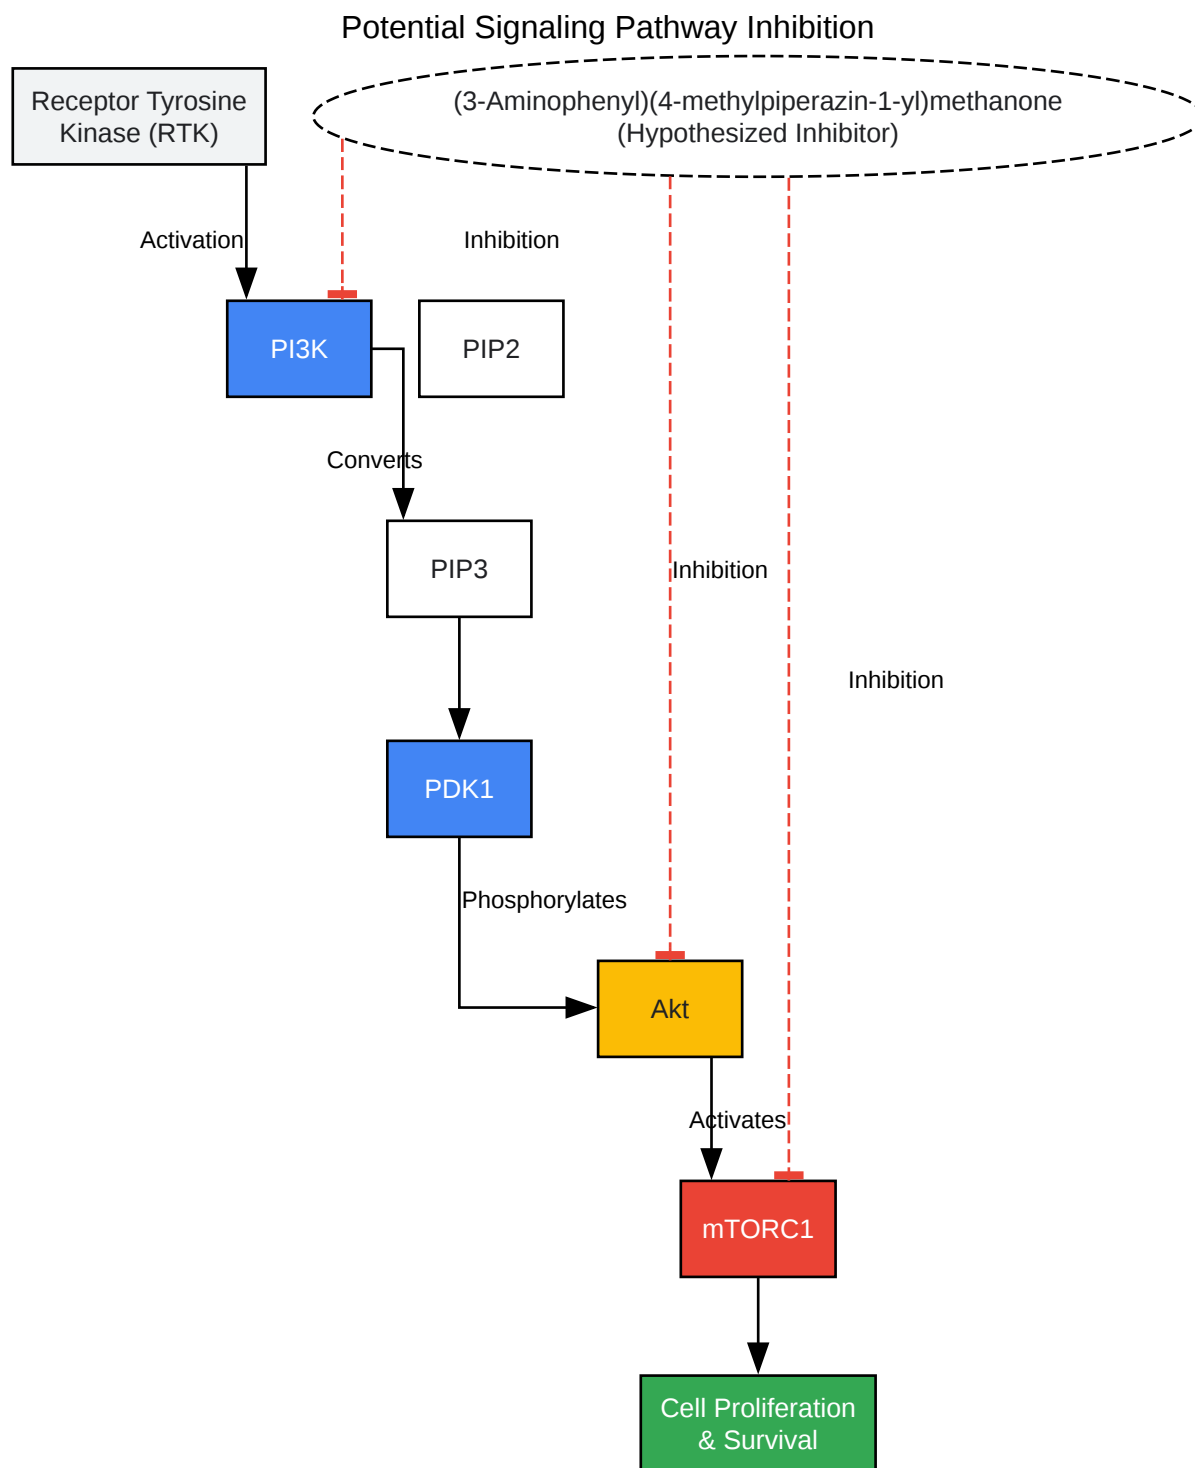 Potential Signaling Pathway Inhibition
Receptor Tyrosine
Kinase (RTK)
(3-Aminophenyl)(4-methylpiperazin-1-yl)methanone
(Hypothesized Inhibitor)
Activation
Inhibition
PI3K
PIP2
Converts
PIP3
Inhibition
Inhibition
PDK1
Phosphorylates
Akt
Activates
mTORC1
Cell Proliferation
& Survival